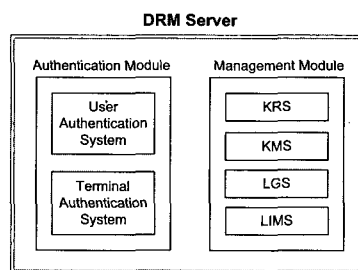 DRM Server
Authentication Module
User
Authentication
System
Terminal
Authentication
System
Management Module
KRS
KMS
LGS
LIMS